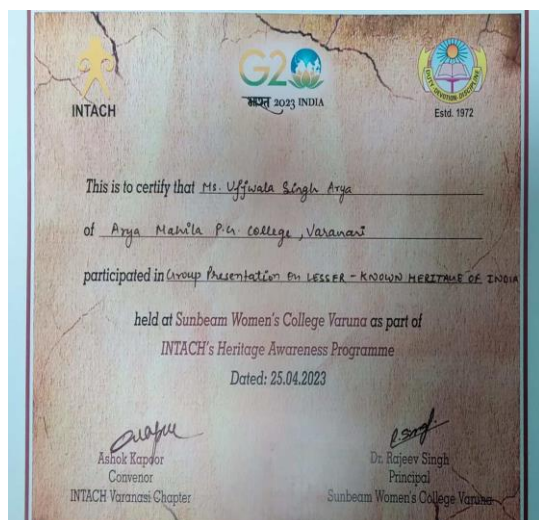 G20
भारत 2023 INDIA
INTACH
DUTY DEVOTION DISCIPLINE
Estd. 1972
This is to certify that Ms. Ujjwala Singh Arya
of Arya Mahila P.G. College, Varanasi
participated in Group Presentation on LESSER - KNOWN HERITAGE OF INDIA
held at Sunbeam Women's College Varuna as part of
INTACH's Heritage Awareness Programme
Dated: 25.04.2023
Ashok Kapoor
Convenor
INTACH Varanasi Chapter
Dr. Rajeev Singh
Principal
Sunbeam Women's College Varuna